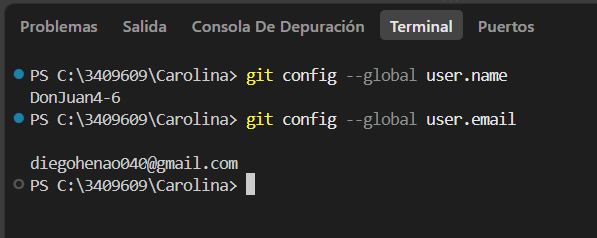 Problemas Salida Consola De Depuración Terminal Puertos
PS C:\3409609\Carolina> git config --global user.name
DonJuan4-6
PS C:\3409609\Carolina> git config --global user.email
diegohenao040@gmail.com
PS C:\3409609\Carolina>